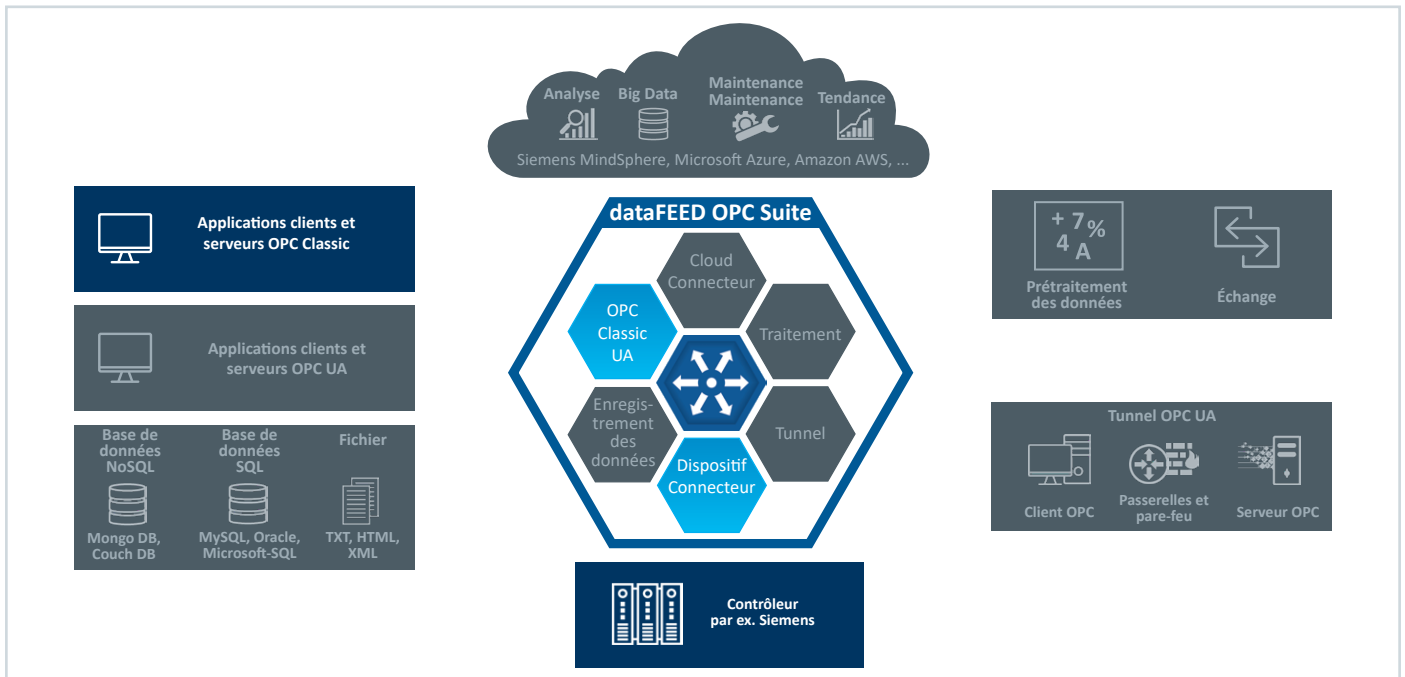 Analyse
Big Data
Maintenance
Maintenance
Tendance
Siemens MindSphere, Microsoft Azure, Amazon AWS, ...
Applications clients et
serveurs OPC Classic
Applications clients et
serveurs OPC UA
Base de
données
NoSQL
Mongo DB,
Couch DB
Base de
données
SQL
MySQL, Oracle,
Microsoft-SQL
Fichier
TXT, HTML,
XML
dataFEED OPC Suite
Cloud
Connecteur
OPC
Classic
UA
Traitement
Enregis-
trement
des
données
Tunnel
Dispositif
Connecteur
Contrôleur
par ex. Siemens
+ 7%
4 A
Prétraitement
des données
Échange
Tunnel OPC UA
Client OPC
Passerelles et
pare-feu
Serveur OPC